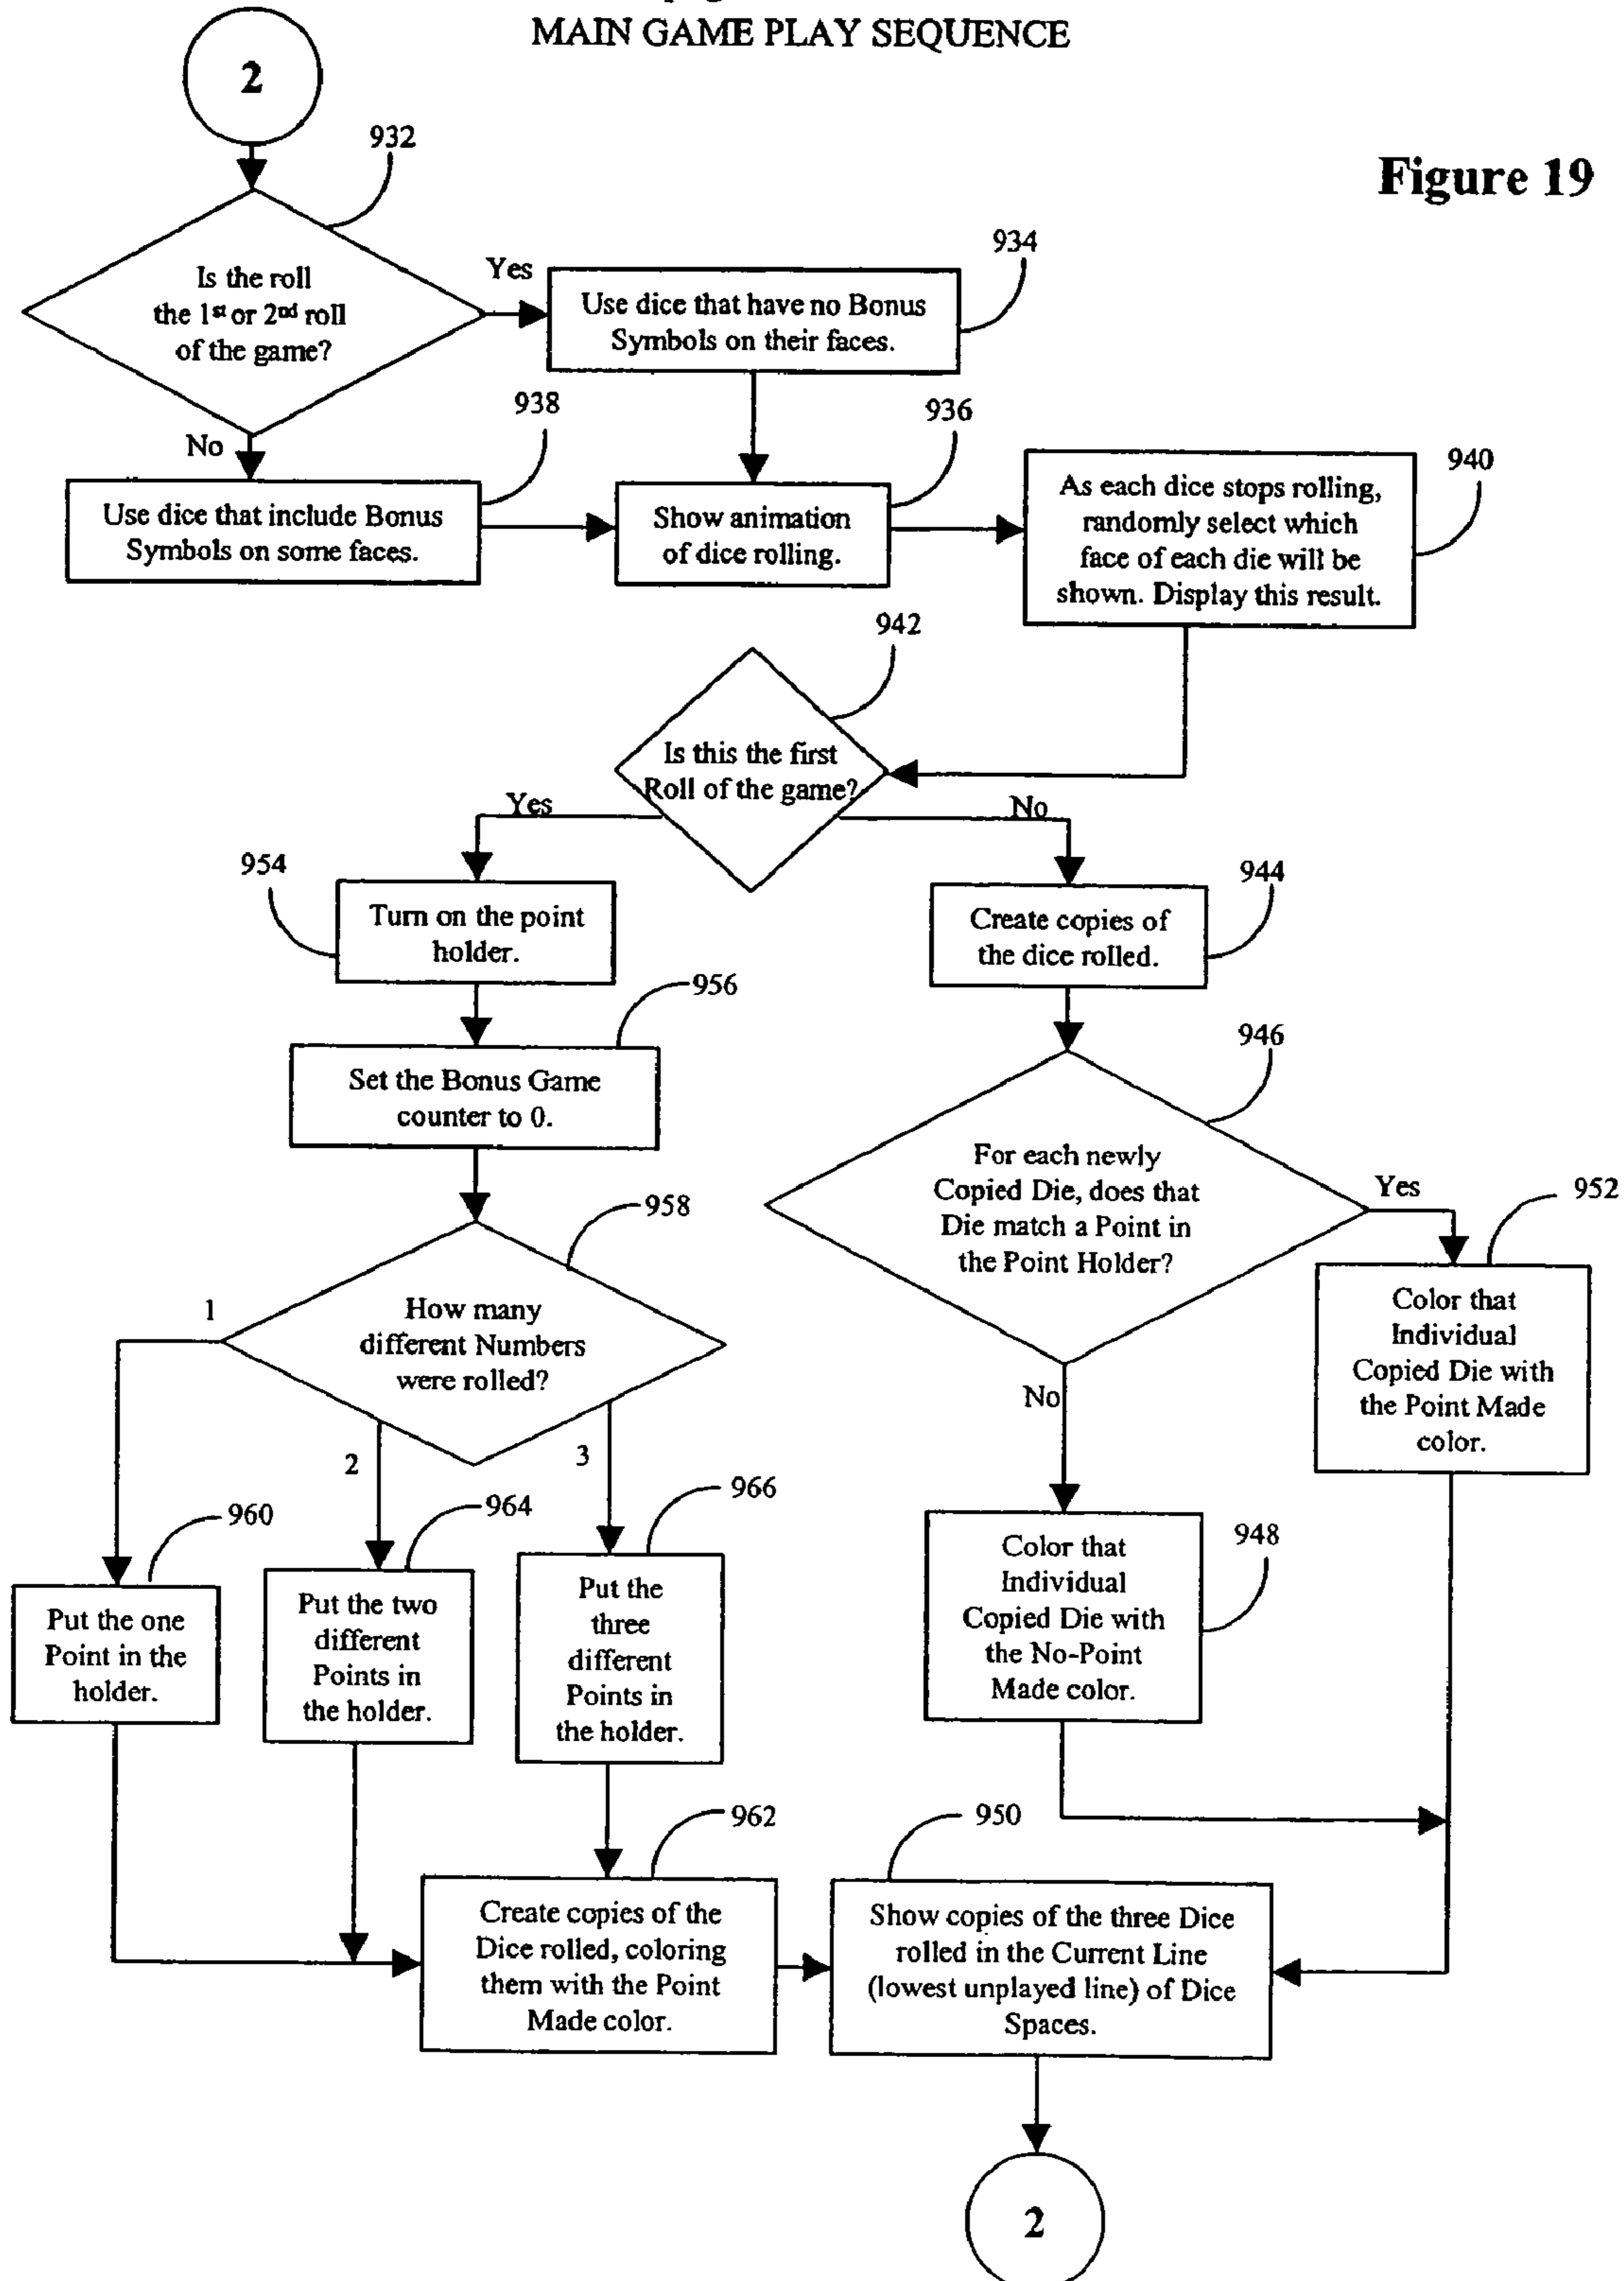 MAIN GAME PLAY SEQUENCE
2
932
Figure 19
Is the roll
the 1st or 2nd roll
of the game?
Yes
934
Use dice that have no Bonus
Symbols on their faces.
No
938
936
Use dice that include Bonus
Symbols on some faces.
Show animation
of dice rolling.
940
As each dice stops rolling,
randomly select which
face of each die will be
shown. Display this result.
942
Is this the first
Roll of the game?
Yes
No
954
Turn on the point
holder.
944
Create copies of
the dice rolled.
956
Set the Bonus Game
counter to 0.
946
For each newly
Copied Die, does that
Die match a Point in
the Point Holder?
Yes
952
958
How many
different Numbers
were rolled?
1
2
3
Color that
Individual
Copied Die with
the Point Made
color.
No
960
964
966
948
Put the one
Point in the
holder.
Put the two
different
Points in
the holder.
Put the
three
different
Points in
the holder.
Color that
Individual
Copied Die with
the No-Point
Made color.
962
950
Create copies of the
Dice rolled, coloring
them with the Point
Made color.
Show copies of the three Dice
rolled in the Current Line
(lowest unplayed line) of Dice
Spaces.
2